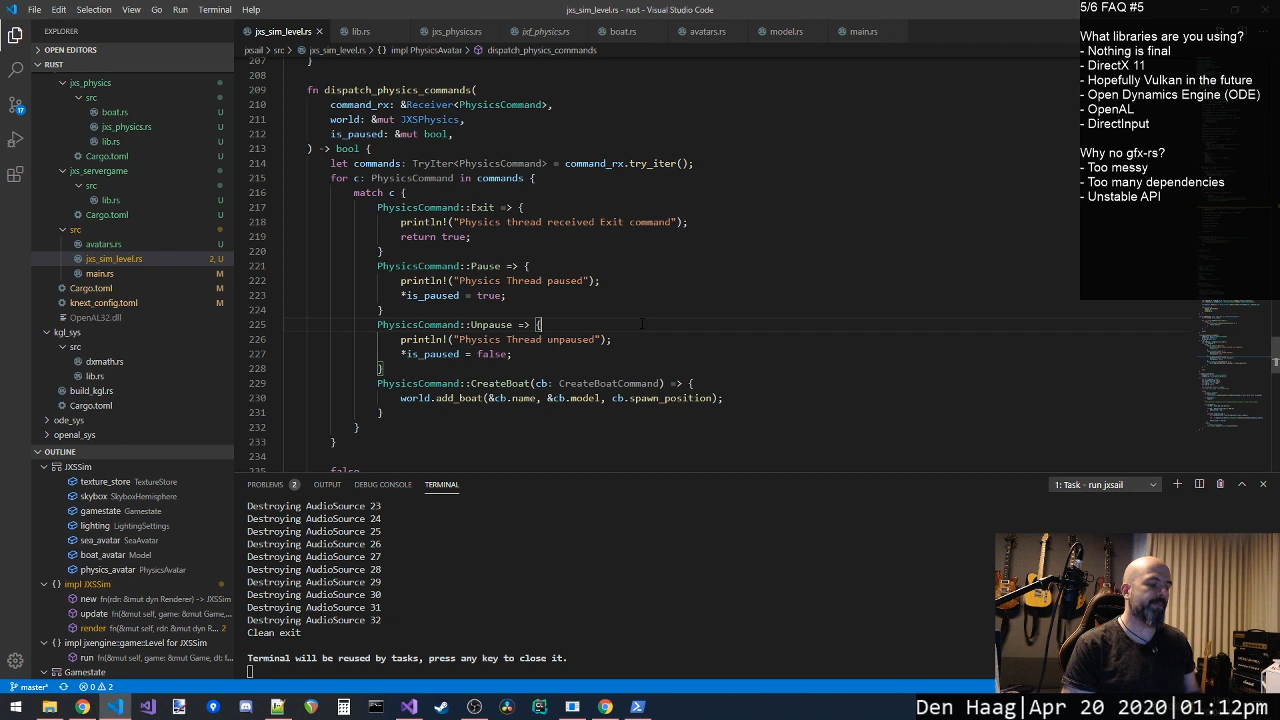 File Edit Selection View Go Run Terminal Help
jxs_sim_level.rs - rust - Visual Studio Code
5/6 FAQ #5
What libraries are you using?
- Nothing is final
- DirectX 11
- Hopefully Vulkan in the future
- Open Dynamics Engine (ODE)
- OpenAL
- DirectInput
Why no gfx-rs?
- Too messy
- Too many dependencies
- Unstable API
EXPLORER
OPEN EDITORS
RUST
jxs_physics
src
boat.rs U
jxs_physics.rs U
lib.rs U
Cargo.toml U
jxs_servergame
src
lib.rs U
Cargo.toml U
src
avatars.rs U
jxs_sim_level.rs 2, U
main.rs M
Cargo.toml M
knext_config.toml M
OpenAL32.dll
kgl_sys
src
dxmath.rs
lib.rs
build_kgl.rs
Cargo.toml
ode_sys
openal_sys
17
OUTLINE
JXSSim
texture_store TextureStore
skybox SkyboxHemisphere
gamestate Gamestate
lighting LightingSettings
sea_avatar SeaAvatar
boat_avatar Model
physics_avatar PhysicsAvatar
impl JXSSim
new fn(rdr: &mut dyn Renderer) -> JXSSim
update fn(&mut self, game: &mut Game,...
render fn(&mut self, rdr: &mut dyn R... 2
impl jxengine::game::Level for JXSSim
run fn(&mut self, game: &mut Game, dt: f...
Gamestate
jxs_sim_level.rs lib.rs jxs_physics.rs ixf_physics.rs boat.rs avatars.rs model.rs main.rs
jxsail > src > jxs_sim_level.rs > {} impl PhysicsAvatar > dispatch_physics_commands
207 }
208
209 fn dispatch_physics_commands(
210 command_rx: &Receiver<PhysicsCommand>,
211 world: &mut JXSPhysics,
212 is_paused: &mut bool,
213 ) -> bool {
214 let commands: TryIter<PhysicsCommand> = command_rx.try_iter();
215 for c: PhysicsCommand in commands {
216 match c {
217 PhysicsCommand::Exit => {
218 println!("Physics thread received Exit command");
219 return true;
220 }
221 PhysicsCommand::Pause => {
222 println!("Physics Thread paused");
223 *is_paused = true;
224 }
225 PhysicsCommand::Unpause => {
226 println!("Physics Thread unpaused");
227 *is_paused = false;
228 }
229 PhysicsCommand::CreateBoat(cb: CreateBoatCommand) => {
230 world.add_boat(&cb.name, &cb.model, cb.spawn_position);
231 }
232 }
233 }
234
235 false
PROBLEMS 2 OUTPUT DEBUG CONSOLE TERMINAL
1: Task - run jxsail
Destroying AudioSource 23
Destroying AudioSource 24
Destroying AudioSource 25
Destroying AudioSource 26
Destroying AudioSource 27
Destroying AudioSource 28
Destroying AudioSource 29
Destroying AudioSource 30
Destroying AudioSource 31
Destroying AudioSource 32
Clean exit
Terminal will be reused by tasks, press any key to close it.
master* 0 2
Den Haag|Apr 20 2020|01:12pm